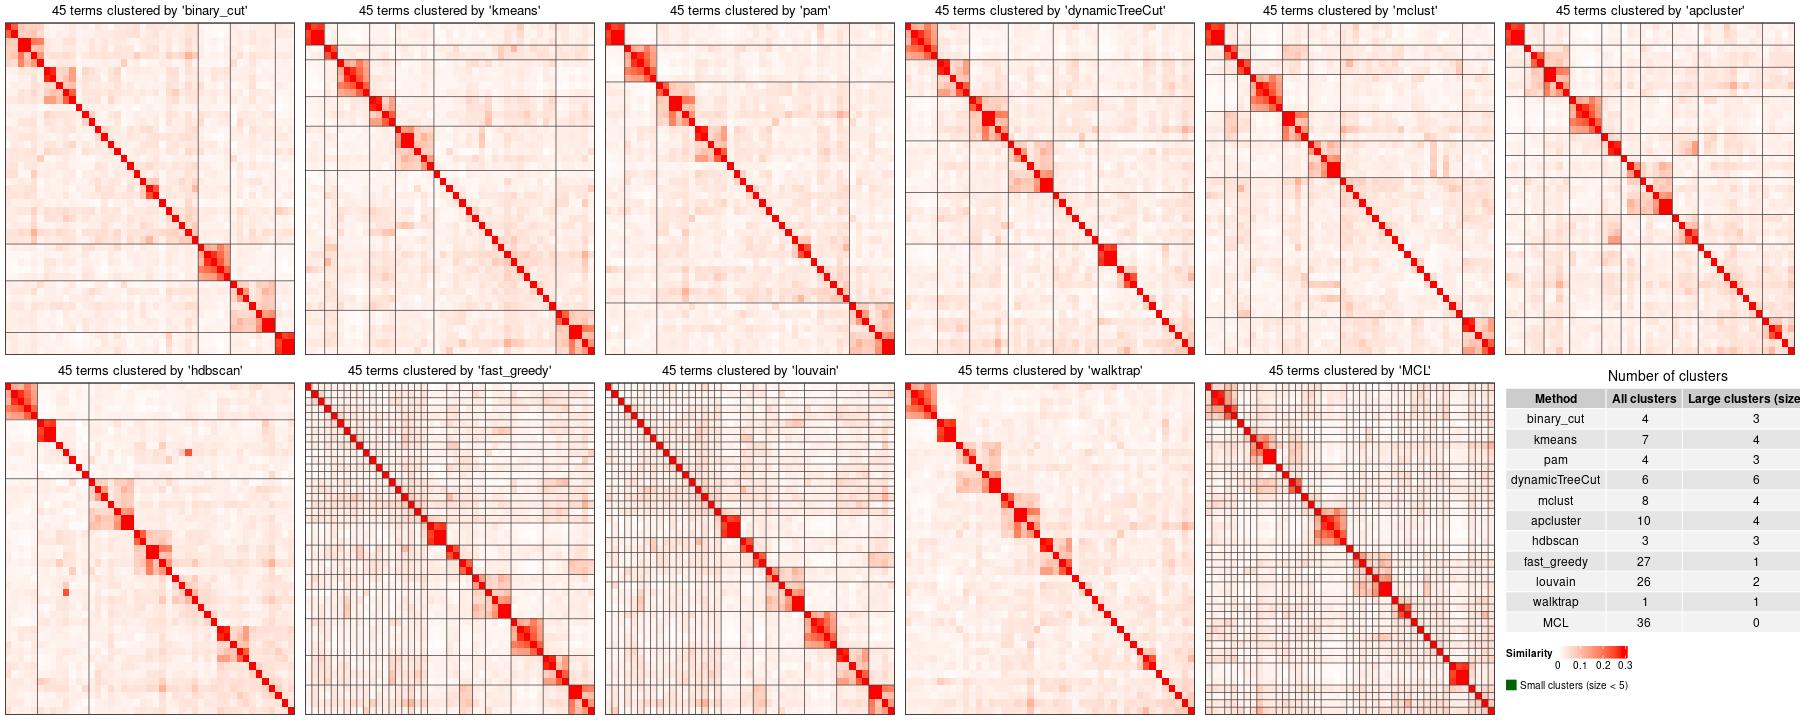 45 terms clustered by 'binary_cut'
45 terms clustered by 'kmeans'
45 terms clustered by 'pam'
45 terms clustered by 'dynamicTreeCut'
45 terms clustered by 'mclust'
45 terms clustered by 'apcluster'
45 terms clustered by 'hdbscan'
45 terms clustered by 'fast_greedy'
45 terms clustered by 'louvain'
45 terms clustered by 'walktrap'
45 terms clustered by 'MCL'
Number of clusters
Method All clusters Large clusters (size
binary_cut 4 3
kmeans 7 4
pam 4 3
dynamicTreeCut 6 6
mclust 8 4
apcluster 10 4
hdbscan 3 3
fast_greedy 27 1
louvain 26 2
walktrap 1 1
MCL 36 0
Similarity
0 0.1 0.2 0.3
Small clusters (size < 5)